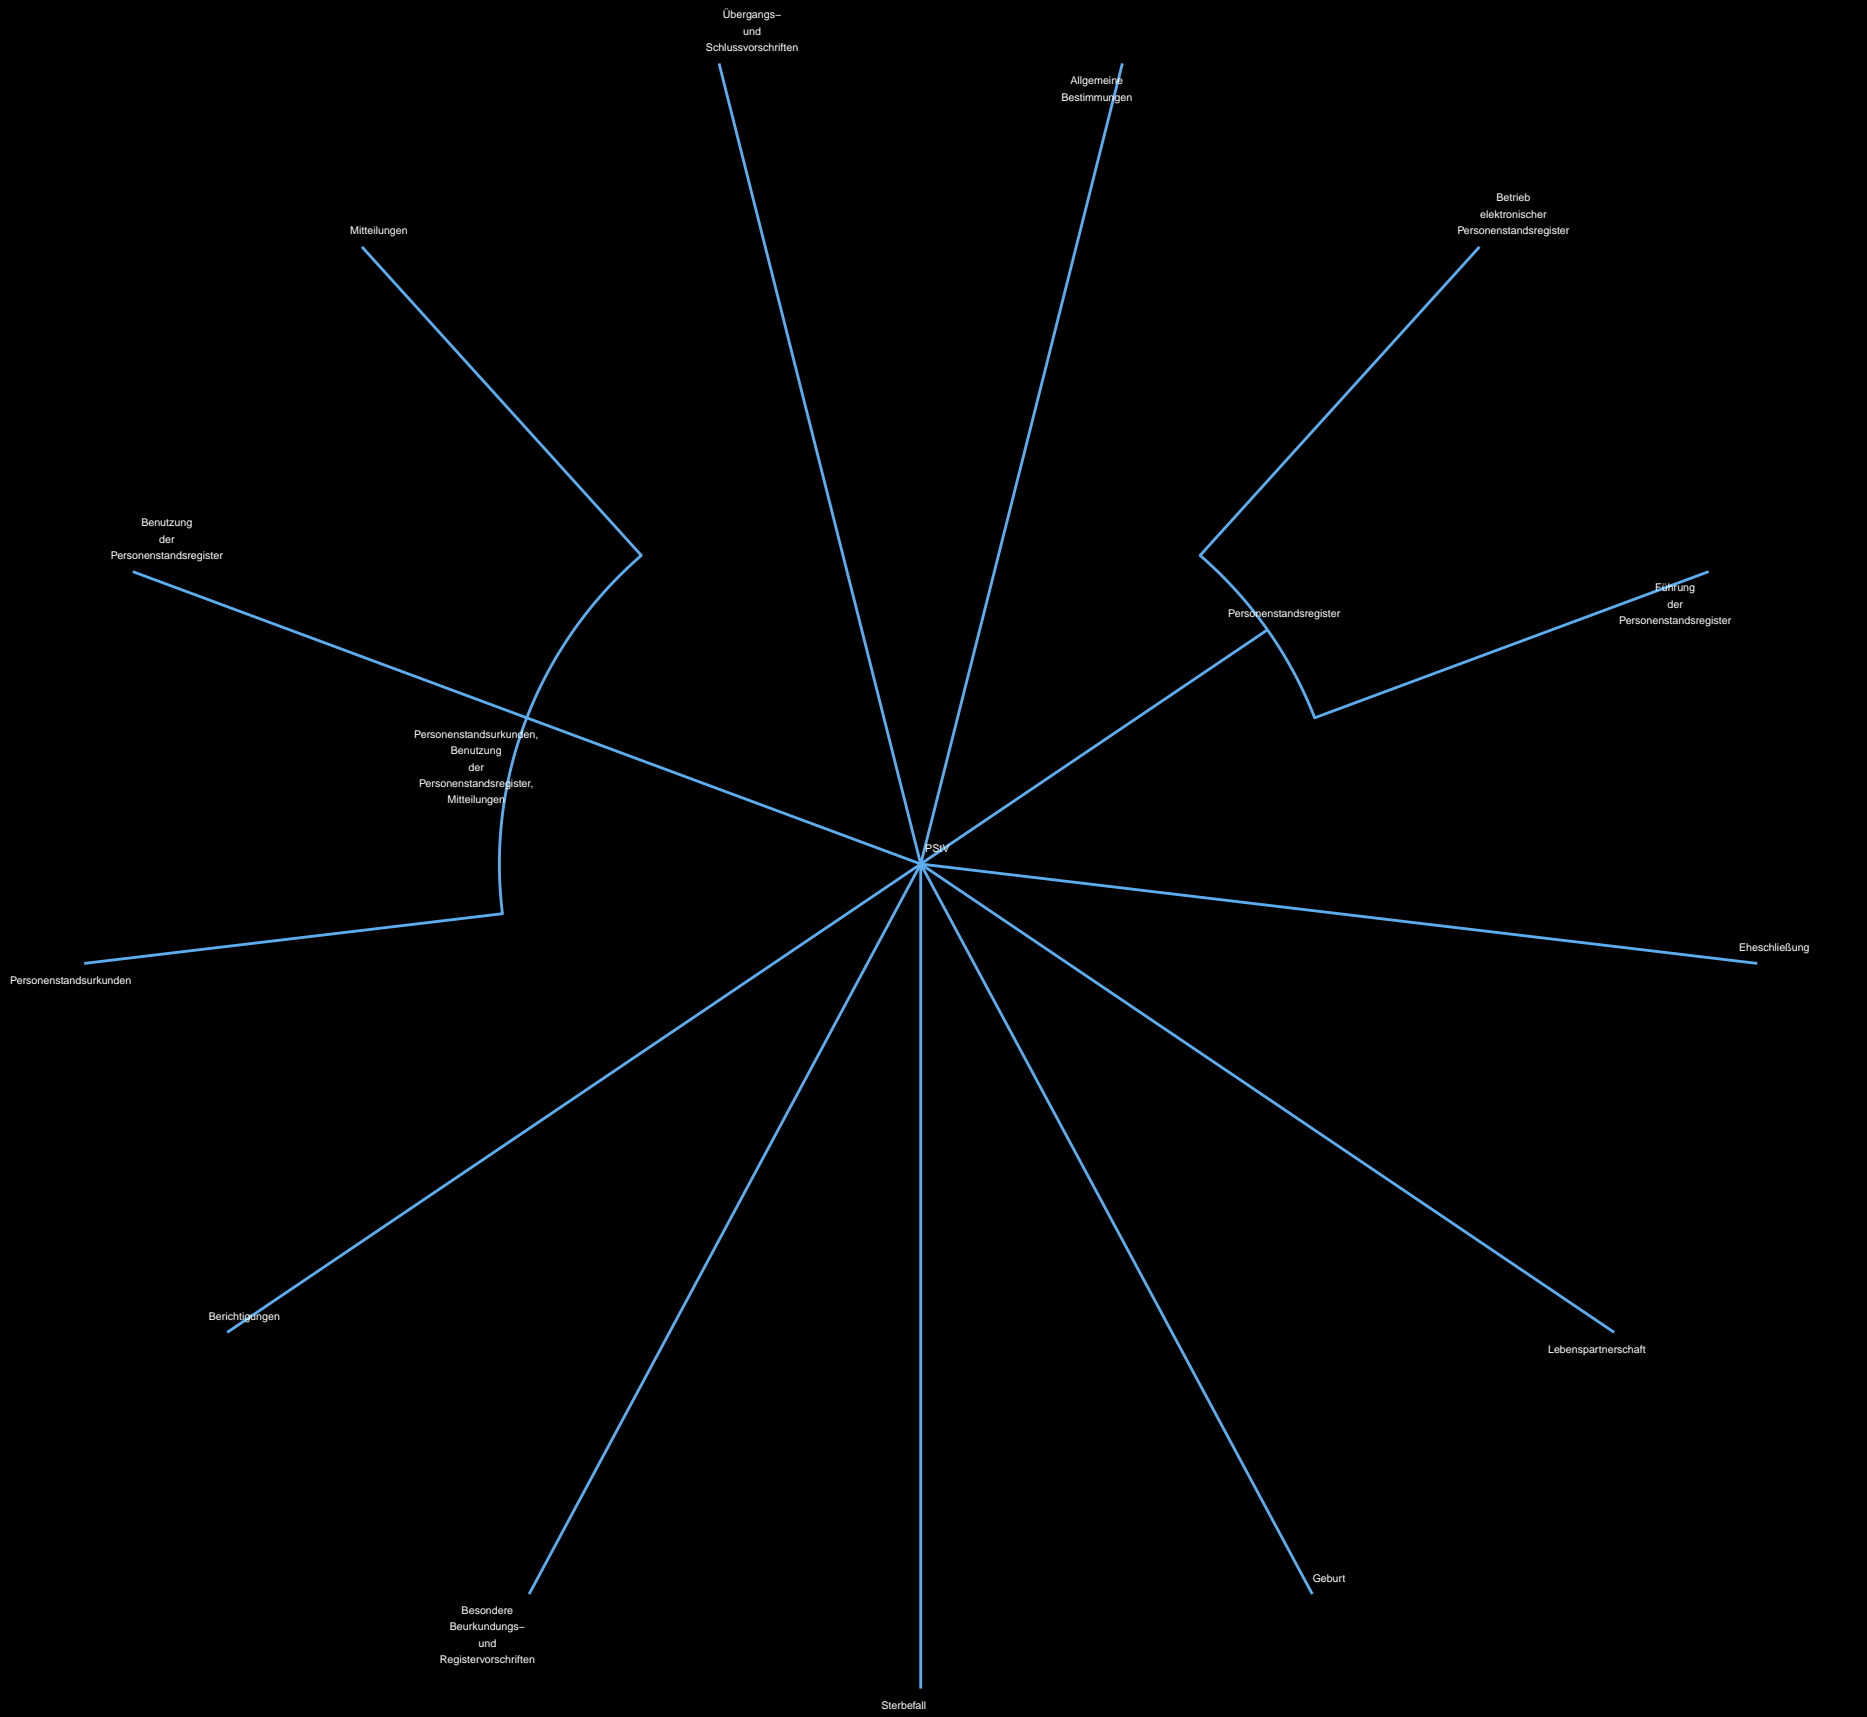 Übergangs–
und
Schlussvorschriften
Allgemeine
Bestimmungen
Betrieb
elektronischer
Personenstandsregister
Mitteilungen
Benutzung
der
Personenstandsregister
Führung
der
Personenstandsregister
Personenstandsregister
Personenstandsurkunden,
Benutzung
der
Personenstandsregister,
Mitteilungen
PStV
Eheschließung
Personenstandsurkunden
Berichtigungen
Lebenspartnerschaft
Geburt
Besondere
Beurkundungs–
und
Registervorschriften
Sterbefall